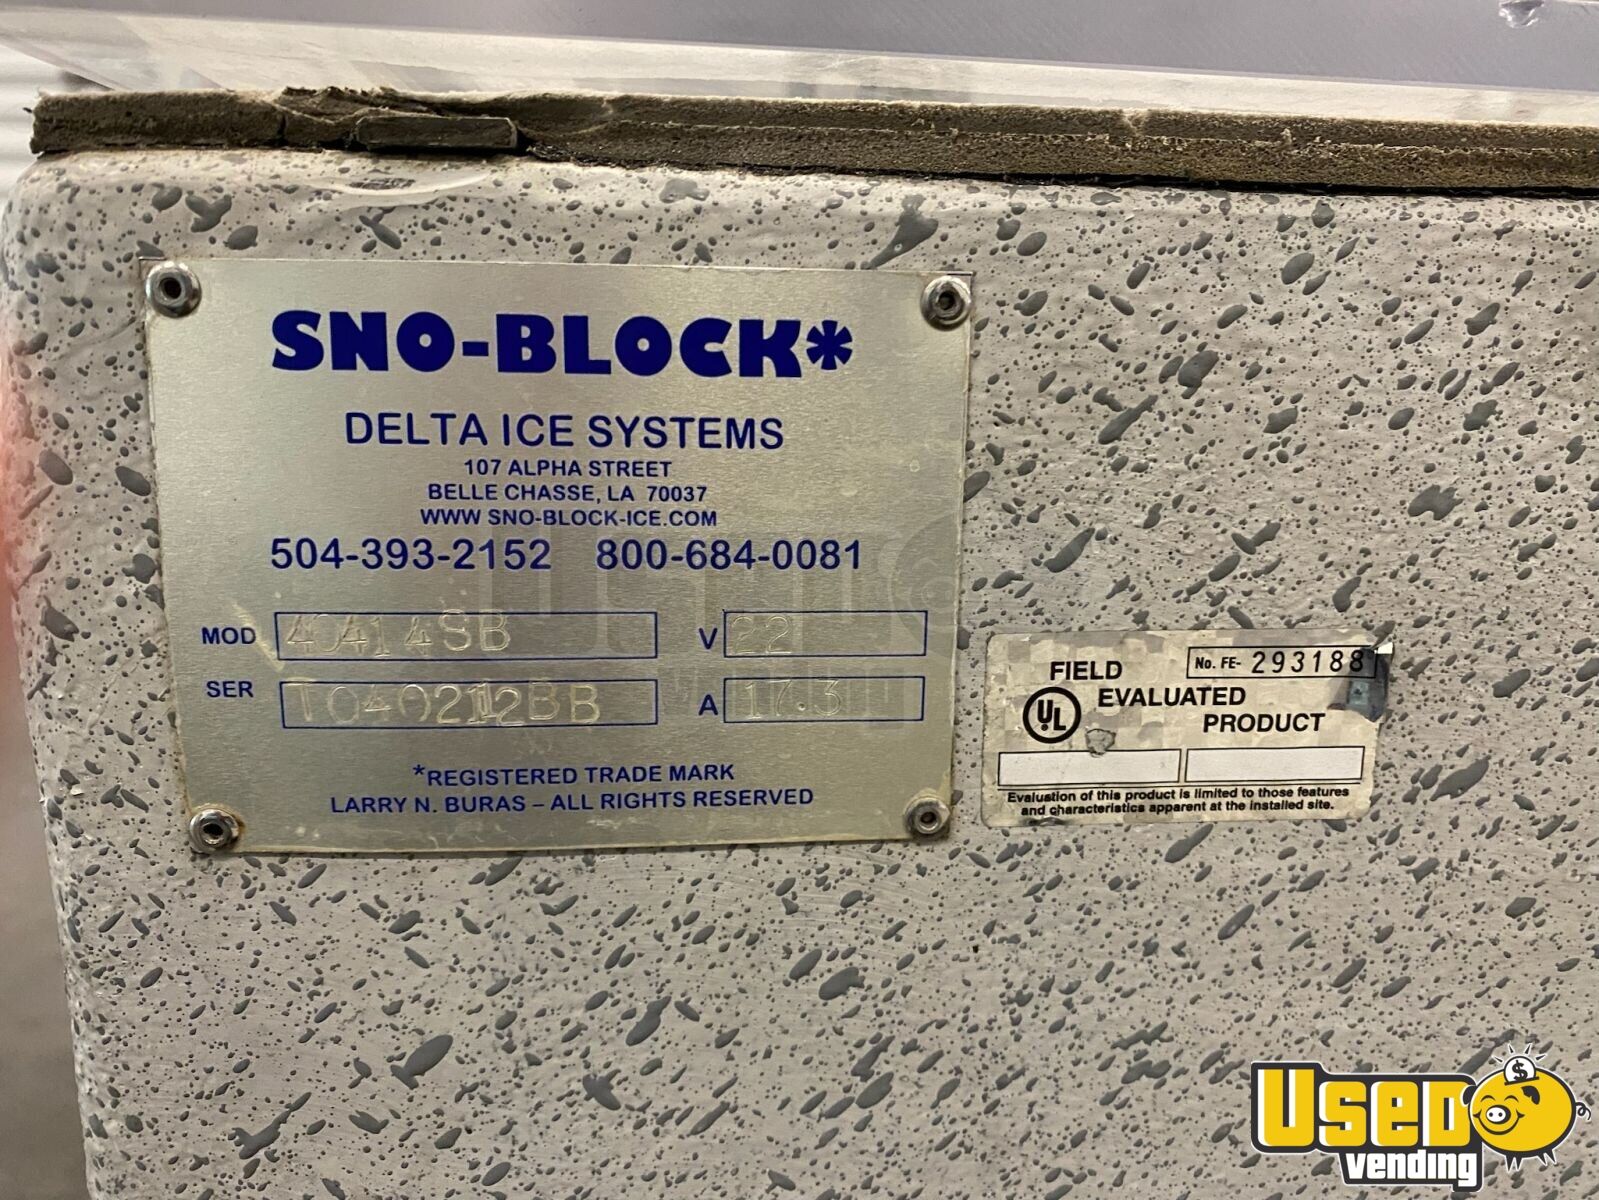 SNO-BLOCK*
DELTA ICE SYSTEMS
107 ALPHA STREET
BELLE CHASSE, LA 70037
WWW SNO-BLOCK-ICE.COM
504-393-2152 800-684-0081
MOD 40414SB V 22
SER T040212BB A 17.3
*REGISTERED TRADE MARK
LARRY N. BURAS – ALL RIGHTS RESERVED
No. FE- 293188
FIELD
UL EVALUATED
PRODUCT
Evaluation of this product is limited to those features
and characteristics apparent at the installed site.
USED
vending